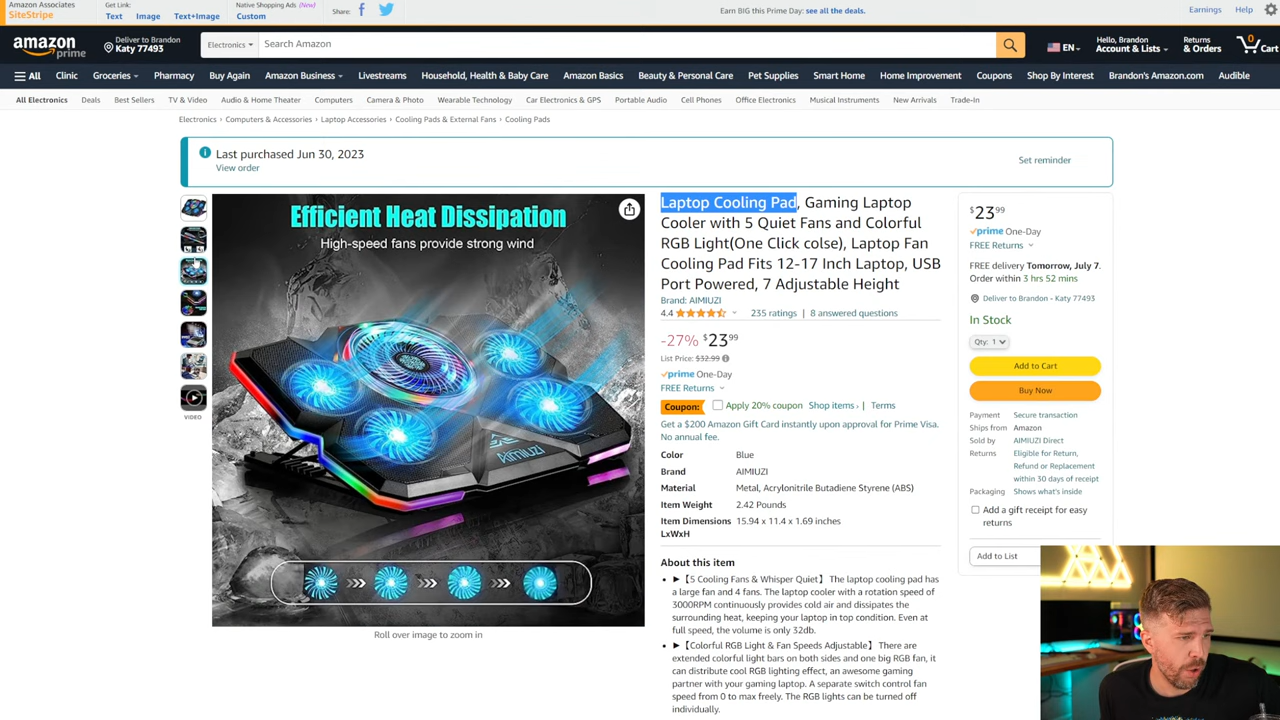 Amazon Associates
SiteStripe
Get Link:
Text Image Text+Image
Native Shopping Ads (New)
Custom
Share:
Earn BIG this Prime Day: see all the deals.
Earnings Help
amazon
prime
Deliver to Brandon
Katy 77493
Electronics
Search Amazon
EN
Hello, Brandon
Account & Lists
Returns
& Orders
0
Cart
All Clinic Groceries Pharmacy Buy Again Amazon Business Livestreams Household, Health & Baby Care Amazon Basics Beauty & Personal Care Pet Supplies Smart Home Home Improvement Coupons Shop By Interest Brandon's Amazon.com Audible
All Electronics Deals Best Sellers TV & Video Audio & Home Theater Computers Camera & Photo Wearable Technology Car Electronics & GPS Portable Audio Cell Phones Office Electronics Musical Instruments New Arrivals Trade-In
Electronics › Computers & Accessories › Laptop Accessories › Cooling Pads & External Fans › Cooling Pads
Last purchased Jun 30, 2023
View order
Set reminder
VIDEO
Efficient Heat Dissipation
High-speed fans provide strong wind
AIMIUZI
Roll over image to zoom in
Laptop Cooling Pad, Gaming Laptop
Cooler with 5 Quiet Fans and Colorful
RGB Light(One Click colse), Laptop Fan
Cooling Pad Fits 12-17 Inch Laptop, USB
Port Powered, 7 Adjustable Height
Brand: AIMIUZI
4.4 235 ratings | 8 answered questions
-27% $23 99
List Price: $32.99
prime One-Day
FREE Returns
Coupon: Apply 20% coupon Shop items › | Terms
Get a $200 Amazon Gift Card instantly upon approval for Prime Visa.
No annual fee.
Color Blue
Brand AIMIUZI
Material Metal, Acrylonitrile Butadiene Styrene (ABS)
Item Weight 2.42 Pounds
Item Dimensions 15.94 x 11.4 x 1.69 inches
LxWxH
About this item
• ►【5 Cooling Fans & Whisper Quiet】The laptop cooling pad has
a large fan and 4 fans. The laptop cooler with a rotation speed of
3000RPM continuously provides cold air and dissipates the
surrounding heat, keeping your laptop in top condition. Even at
full speed, the volume is only 32db.
• ►【Colorful RGB Light & Fan Speeds Adjustable】There are
extended colorful light bars on both sides and one big RGB fan, it
can distribute cool RGB lighting effect, an awesome gaming
partner with your gaming laptop. A separate switch control fan
speed from 0 to max freely. The RGB lights can be turned off
individually.
$23 99
prime One-Day
FREE Returns
FREE delivery Tomorrow, July 7.
Order within 3 hrs 52 mins
Deliver to Brandon - Katy 77493
In Stock
Qty: 1
Add to Cart
Buy Now
Payment Secure transaction
Ships from Amazon
Sold by AIMIUZI Direct
Returns Eligible for Return,
Refund or Replacement
within 30 days of receipt
Packaging Shows what's inside
Add a gift receipt for easy
returns
Add to List